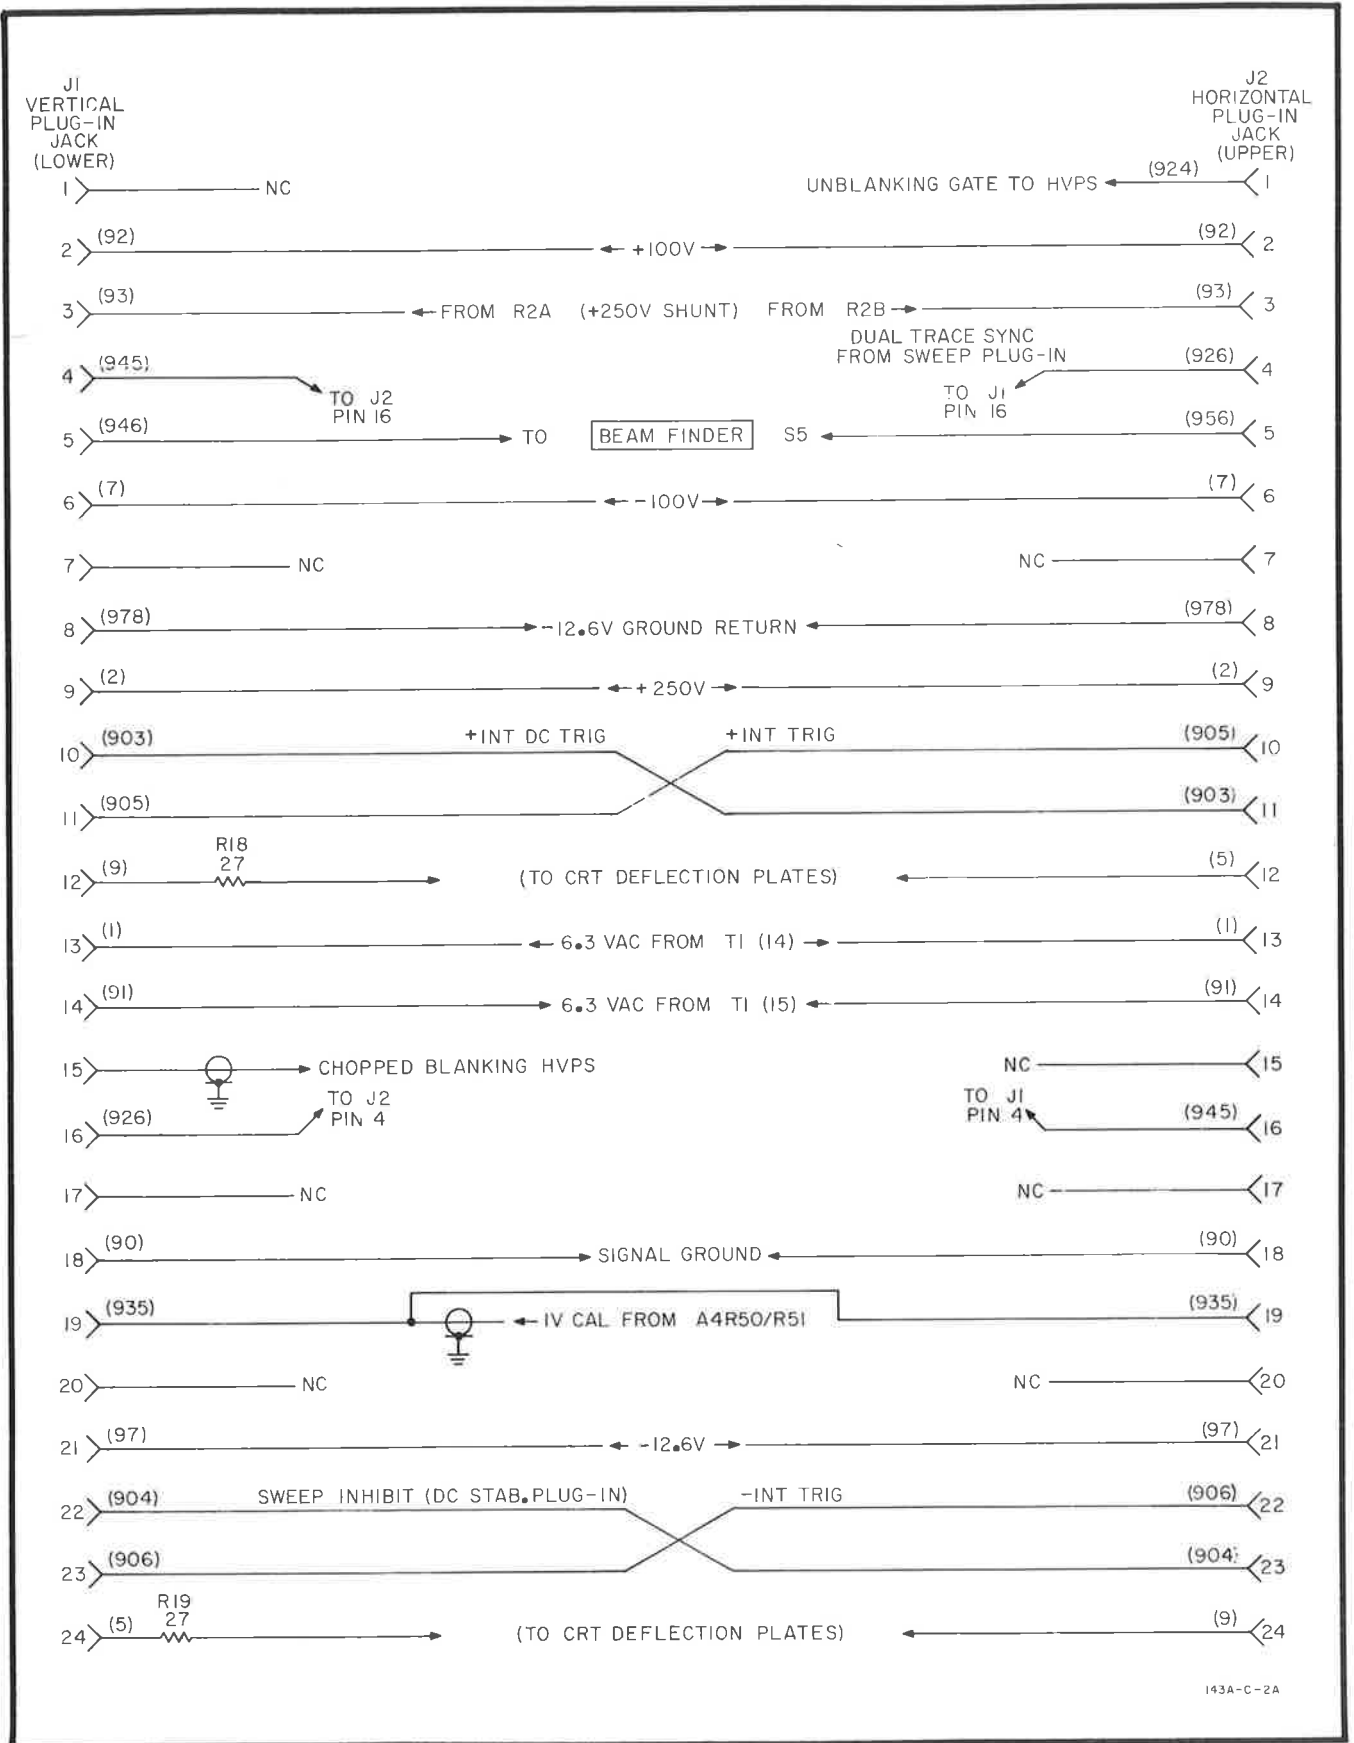 J1
VERTICAL
PLUG-IN
JACK
(LOWER)
J2
HORIZONTAL
PLUG-IN
JACK
(UPPER)
1 NC UNBLANKING GATE TO HVPS (924) 1
2 (92) +100V (92) 2
3 (93) FROM R2A (+250V SHUNT) FROM R2B (93) 3
DUAL TRACE SYNC
FROM SWEEP PLUG-IN
4 (945) TO J2 PIN 16 TO J1 PIN 16 (926) 4
5 (946) TO BEAM FINDER S5 (956) 5
6 (7) -100V (7) 6
7 NC NC 7
8 (978) -12.6V GROUND RETURN (978) 8
9 (2) +250V (2) 9
10 (903) +INT DC TRIG +INT TRIG (905) 10
11 (905) (903) 11
R18
27
12 (9) (TO CRT DEFLECTION PLATES) (5) 12
13 (1) 6.3 VAC FROM T1 (14) (1) 13
14 (91) 6.3 VAC FROM T1 (15) (91) 14
15 CHOPPED BLANKING HVPS NC 15
16 (926) TO J2 PIN 4 TO J1 PIN 4 (945) 16
17 NC NC 17
18 (90) SIGNAL GROUND (90) 18
19 (935) 1V CAL FROM A4R50/R51 (935) 19
20 NC NC 20
21 (97) -12.6V (97) 21
22 (904) SWEEP INHIBIT (DC STAB. PLUG-IN) -INT TRIG (906) 22
23 (906) (904) 23
R19
27
24 (5) (TO CRT DEFLECTION PLATES) (9) 24
143A-C-2A